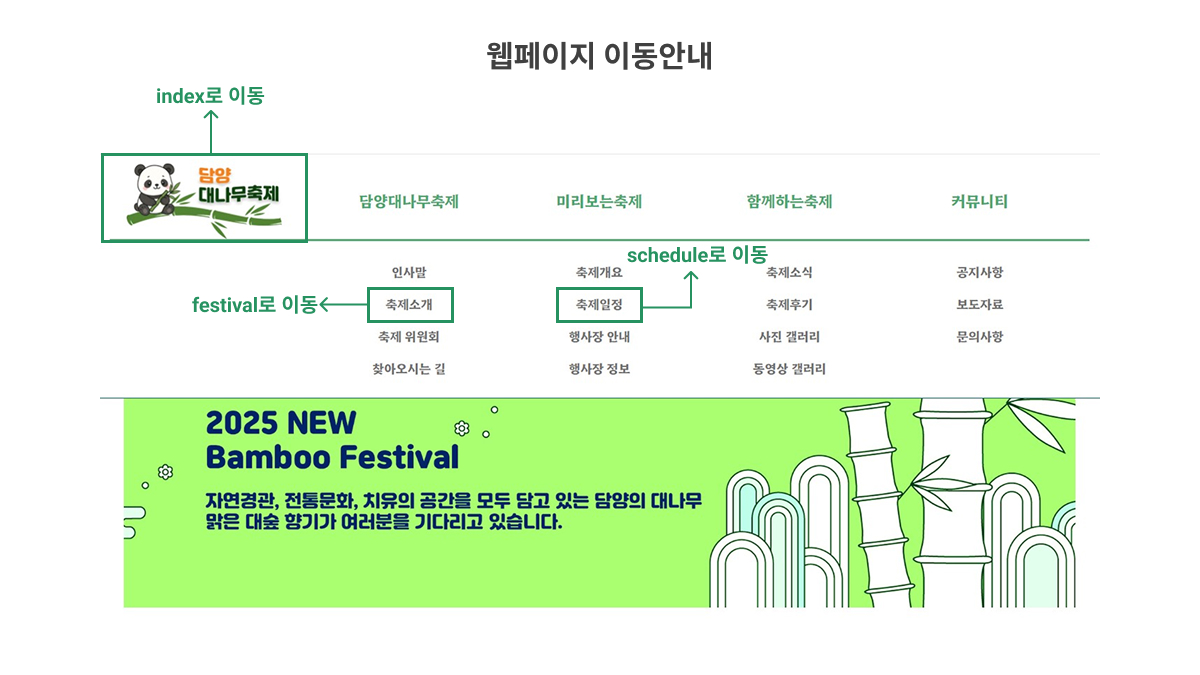 웹페이지 이동안내
index로 이동
담양
대나무축제
담양대나무축제
미리보는축제
함께하는축제
커뮤니티
schedule로 이동
인사말
축제개요
축제소식
공지사항
festival로 이동
축제소개
축제일정
축제후기
보도자료
축제 위원회
행사장 안내
사진 갤러리
문의사항
찾아오시는 길
행사장 정보
동영상 갤러리
2025 NEW
Bamboo Festival
자연경관, 전통문화, 치유의 공간을 모두 담고 있는 담양의 대나무
맑은 대숲 향기가 여러분을 기다리고 있습니다.